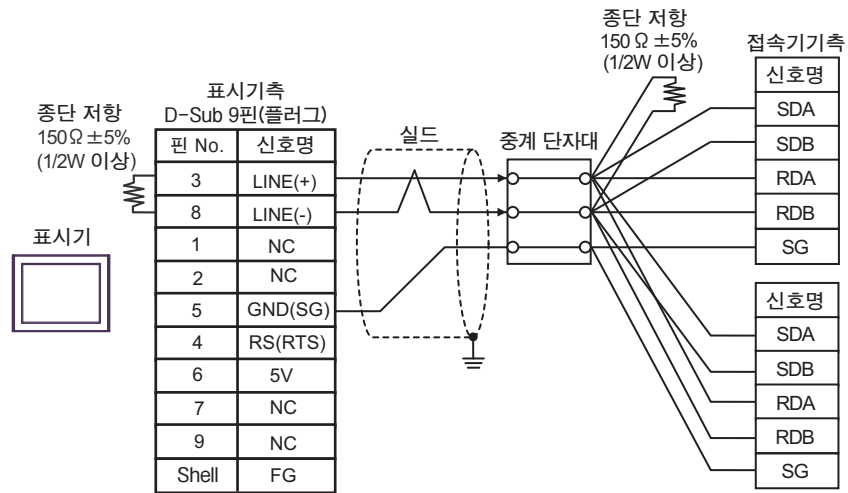 종단 저항
150 Ω ±5%
(1/2W 이상)
접속기기측
신호명
SDA
SDB
RDA
RDB
SG
표시기측
D-Sub 9핀(플러그)
종단 저항
150Ω±5%
(1/2W 이상)
실드
중계 단자대
표시기
핀 No. 신호명
3 LINE(+)
8 LINE(-)
1 NC
2 NC
5 GND(SG)
4 RS(RTS)
6 5V
7 NC
9 NC
Shell FG
신호명
SDA
SDB
RDA
RDB
SG